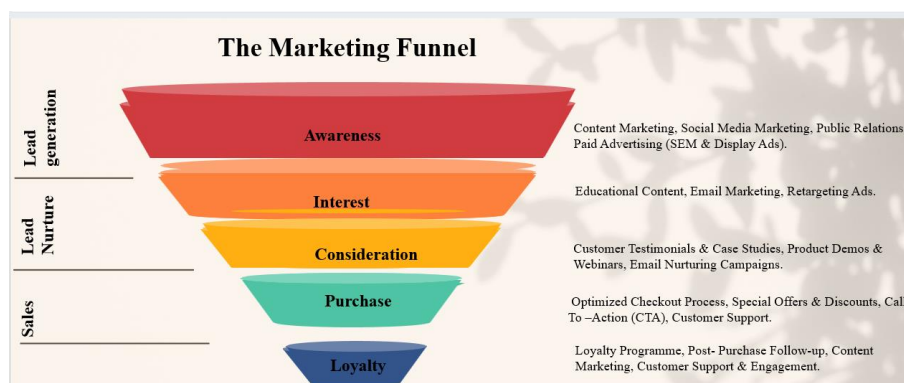 The Marketing Funnel
Lead
generation
Awareness
Content Marketing, Social Media Marketing, Public Relations
Paid Advertising (SEM & Display Ads).
Lead
Nurture
Interest
Educational Content, Email Marketing, Retargeting Ads.
Consideration
Customer Testimonials & Case Studies, Product Demos &
Webinars, Email Nurturing Campaigns.
Sales
Purchase
Optimized Checkout Process, Special Offers & Discounts, Call
To –Action (CTA), Customer Support.
Loyalty
Loyalty Programme, Post- Purchase Follow-up, Content
Marketing, Customer Support & Engagement.